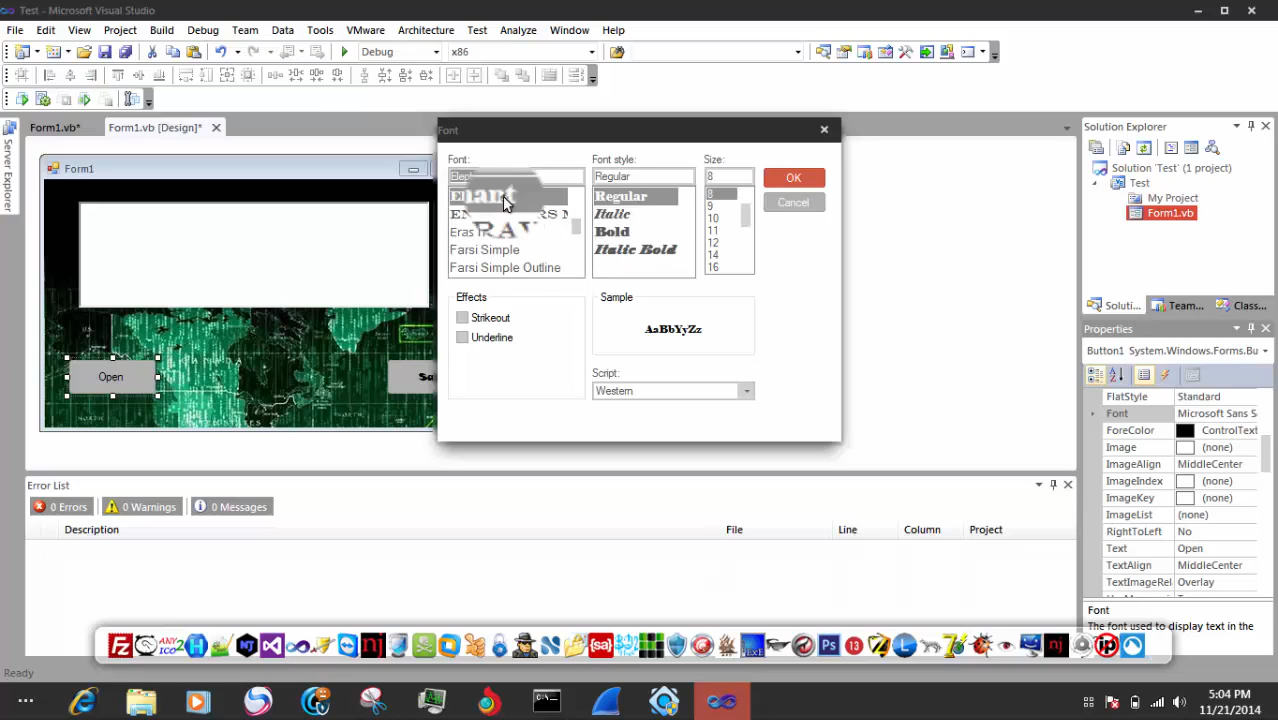 Test - Microsoft Visual Studio
File Edit View Project Build Debug Team Data Tools VMware Architecture Test Analyze Window Help
Debug x86
Form1.vb* Form1.vb [Design]*
Server Explorer
Form1
Open
Font
Font: Font style: Size:
Regular 8
OK
Cancel
Regular 8
Italic 9
10
Bold 11
Italic Bold 12
Farsi Simple 14
Farsi Simple Outline 16
Effects Sample
Strikeout
Underline
AaBbYyZz
Script:
Western
Solution Explorer
Solution 'Test' (1 project)
Test
My Project
Form1.vb
Soluti... Team... Class...
Properties
Button1 System.Windows.Forms.Bu
FlatStyle Standard
Font Microsoft Sans S
ForeColor ControlText
Image (none)
ImageAlign MiddleCenter
ImageIndex (none)
ImageKey (none)
ImageList (none)
RightToLeft No
Text Open
TextAlign MiddleCenter
TextImageRel Overlay
Font
The font used to display text in the
Error List
0 Errors 0 Warnings 0 Messages
Description File Line Column Project
Ready
5:04 PM
11/21/2014